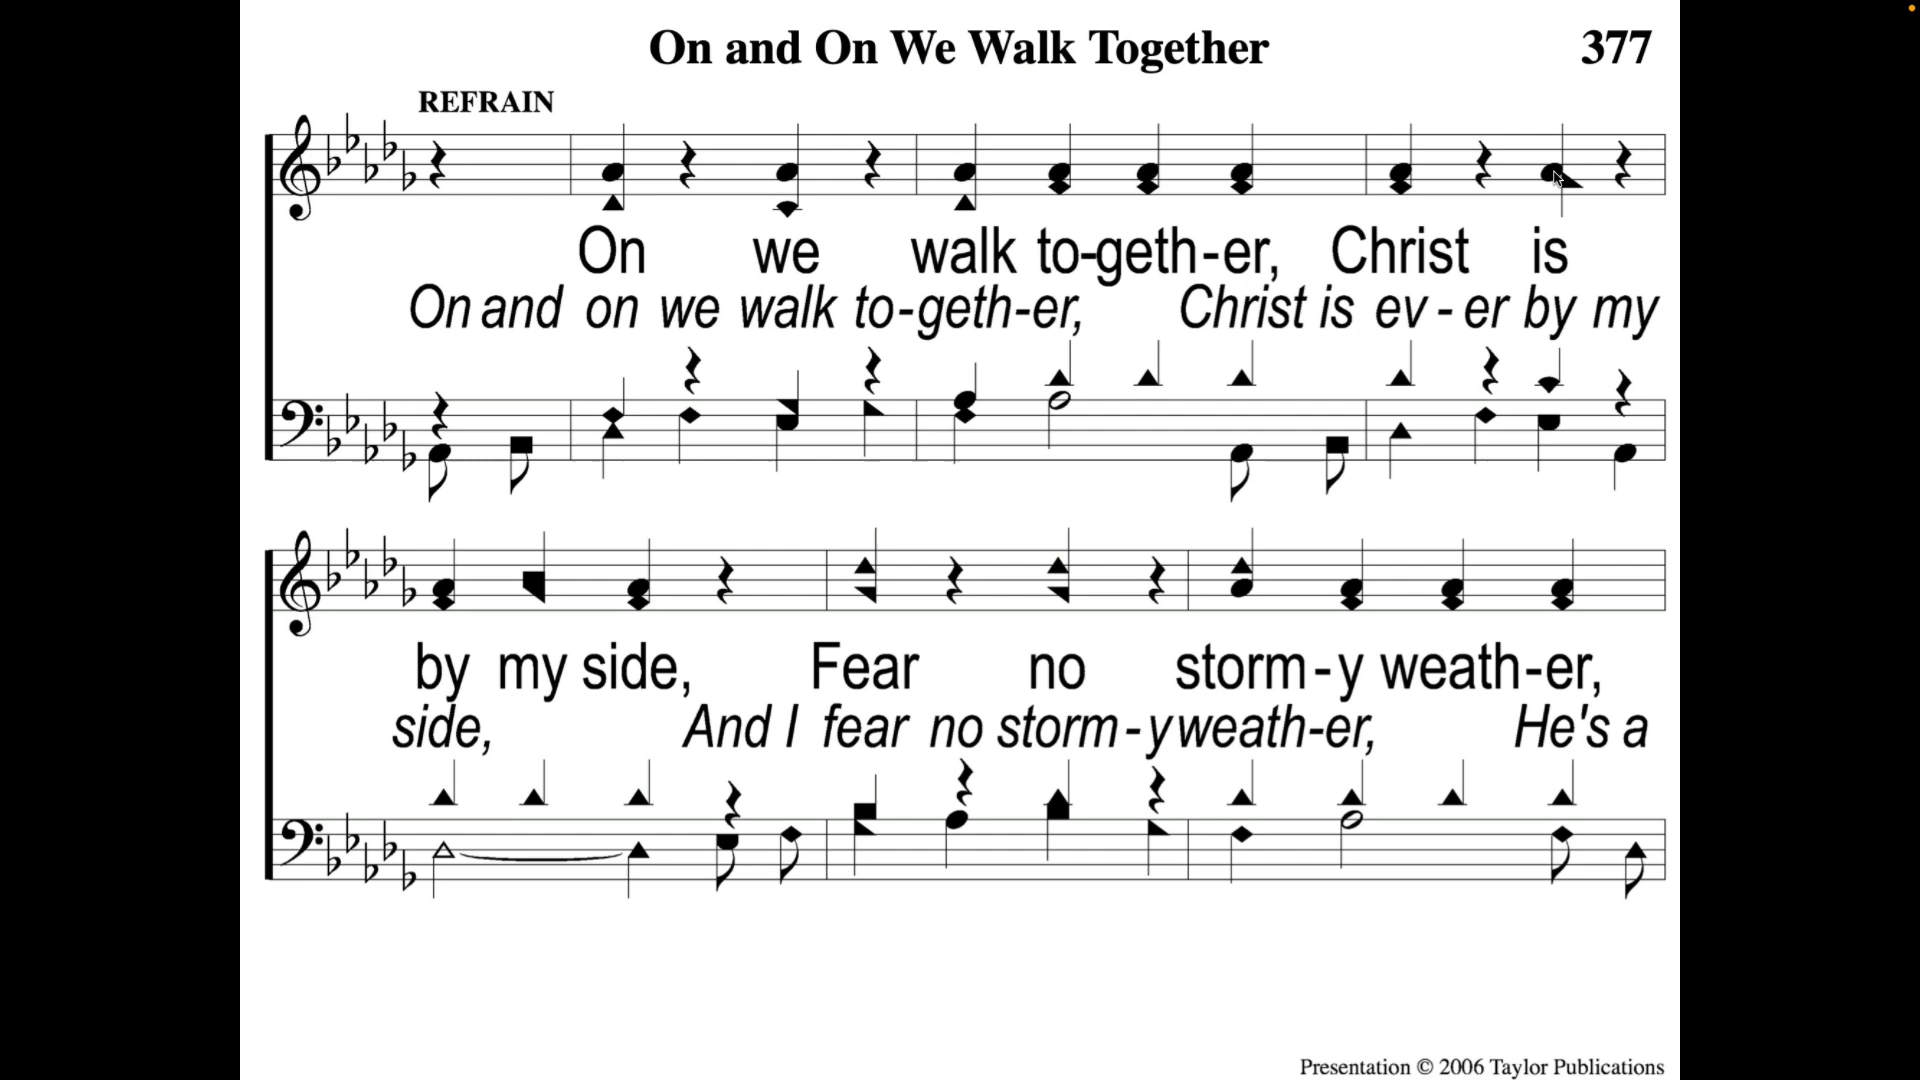 On and On We Walk Together 377
REFRAIN
On we walk to-geth-er, Christ is
On and on we walk to-geth-er, Christ is ev-er by my
by my side, Fear no storm-y weath-er,
side, And I fear no storm-y weath-er, He's a
Presentation © 2006 Taylor Publications